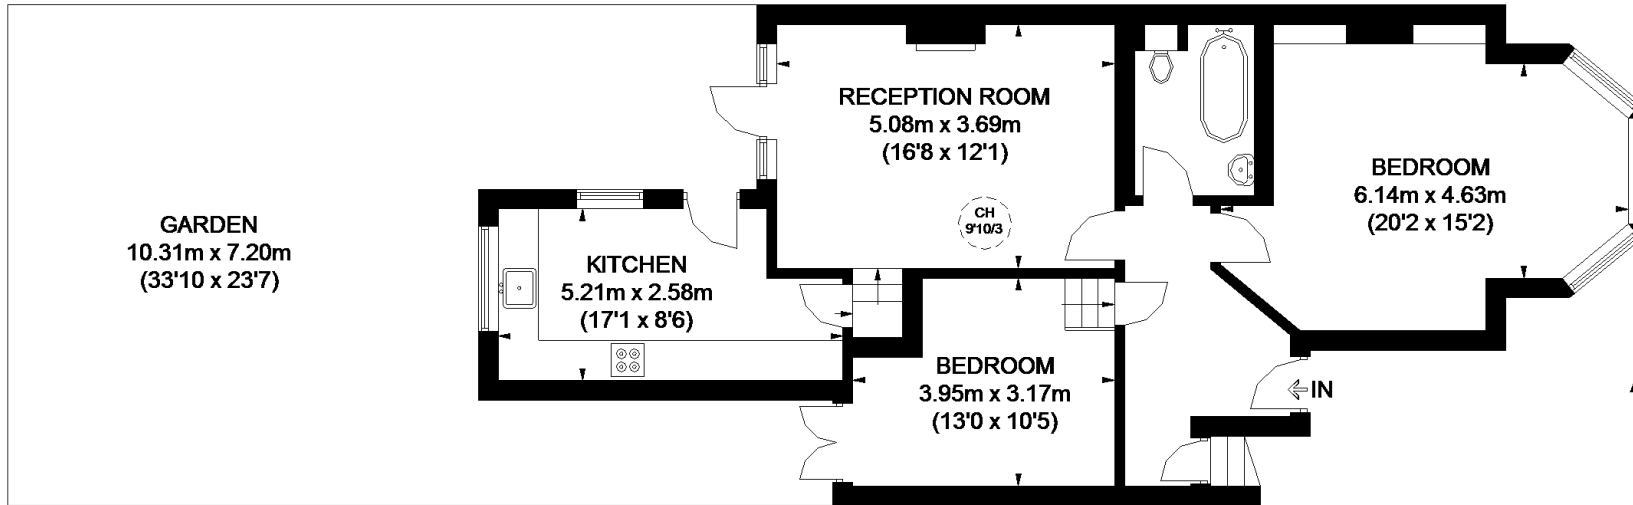 GARDEN
10.31m x 7.20m
(33'10 x 23'7)
KITCHEN
5.21m x 2.58m
(17'1 x 8'6)
RECEPTION ROOM
5.08m x 3.69m
(16'8 x 12'1)
CH
9'10/3
BEDROOM
3.95m x 3.17m
(13'0 x 10'5)
BEDROOM
6.14m x 4.63m
(20'2 x 15'2)
IN